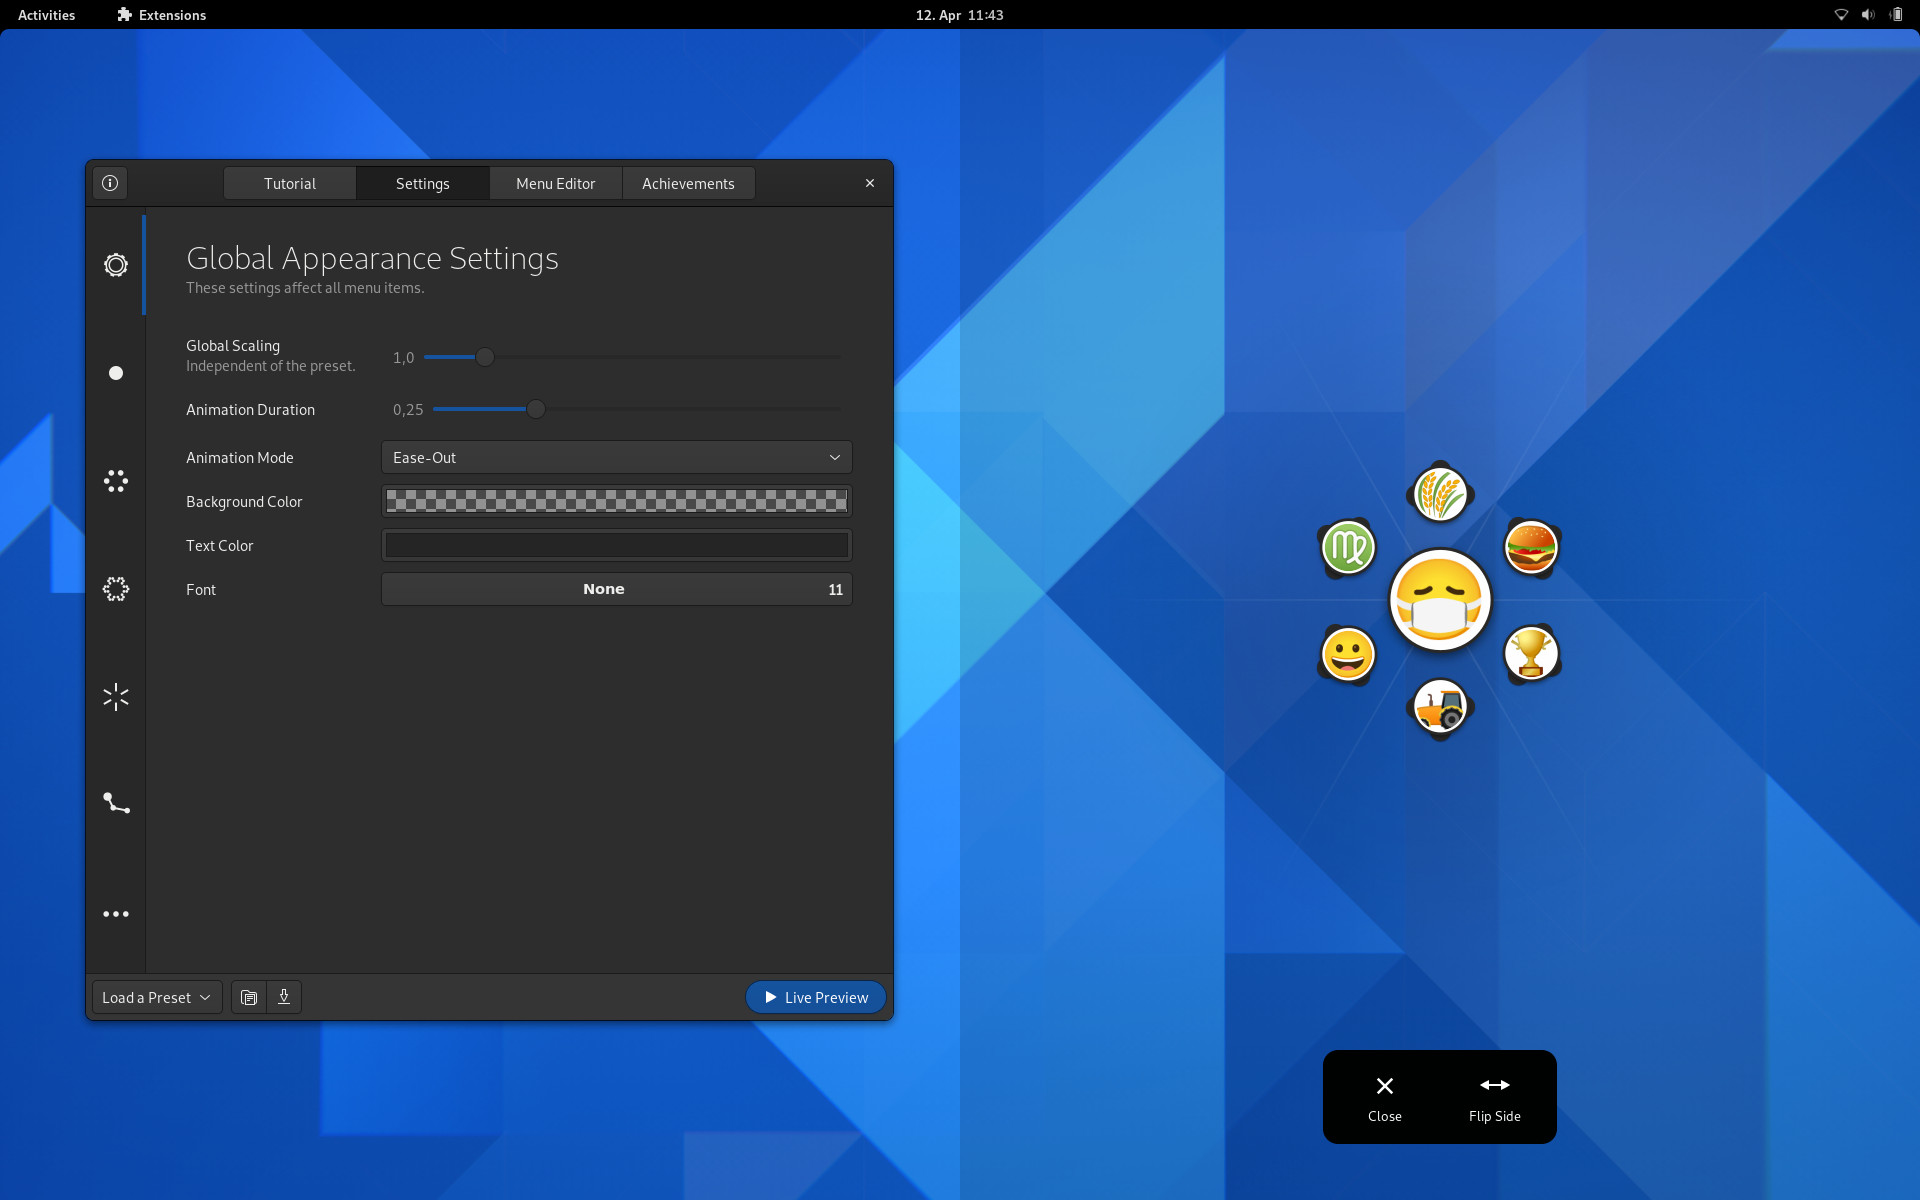 Activities
Extensions
12. Apr 11:43
Tutorial
Settings
Menu Editor
Achievements
Global Appearance Settings
These settings affect all menu items.
Global Scaling
Independent of the preset.
1,0
Animation Duration
0,25
Animation Mode
Ease-Out
Background Color
Text Color
Font
None
11
Load a Preset
Live Preview
Close
Flip Side